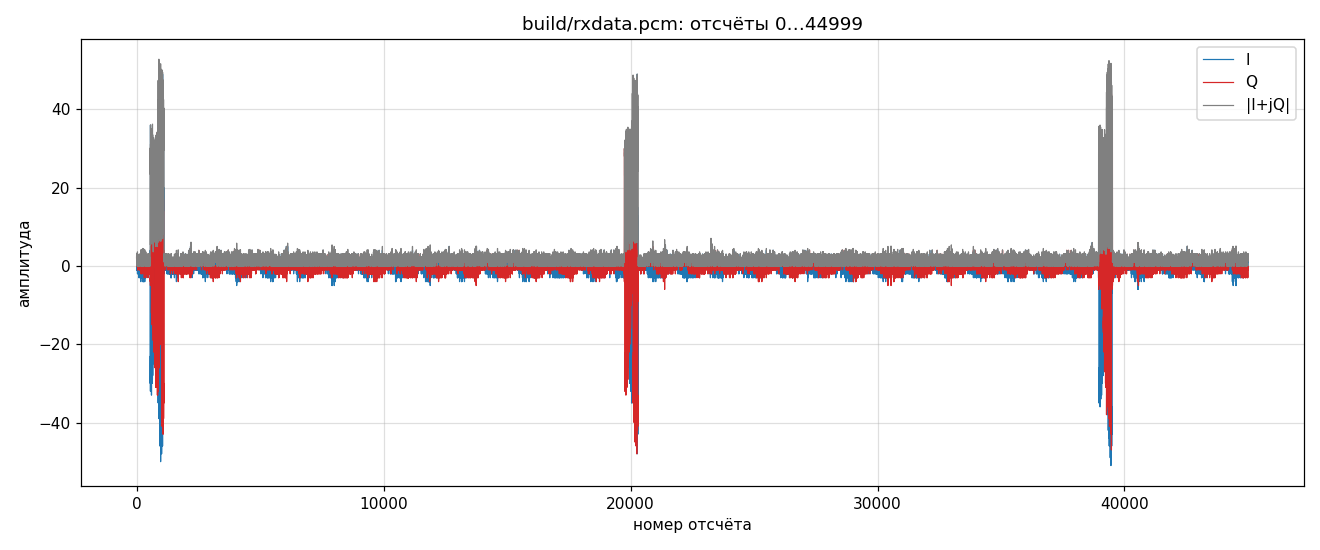 build/rxdata.pcm: отсчёты 0…44999
I
Q
|I+jQ|
амплитуда
40
20
0
−20
−40
0
10000
20000
30000
40000
номер отсчёта